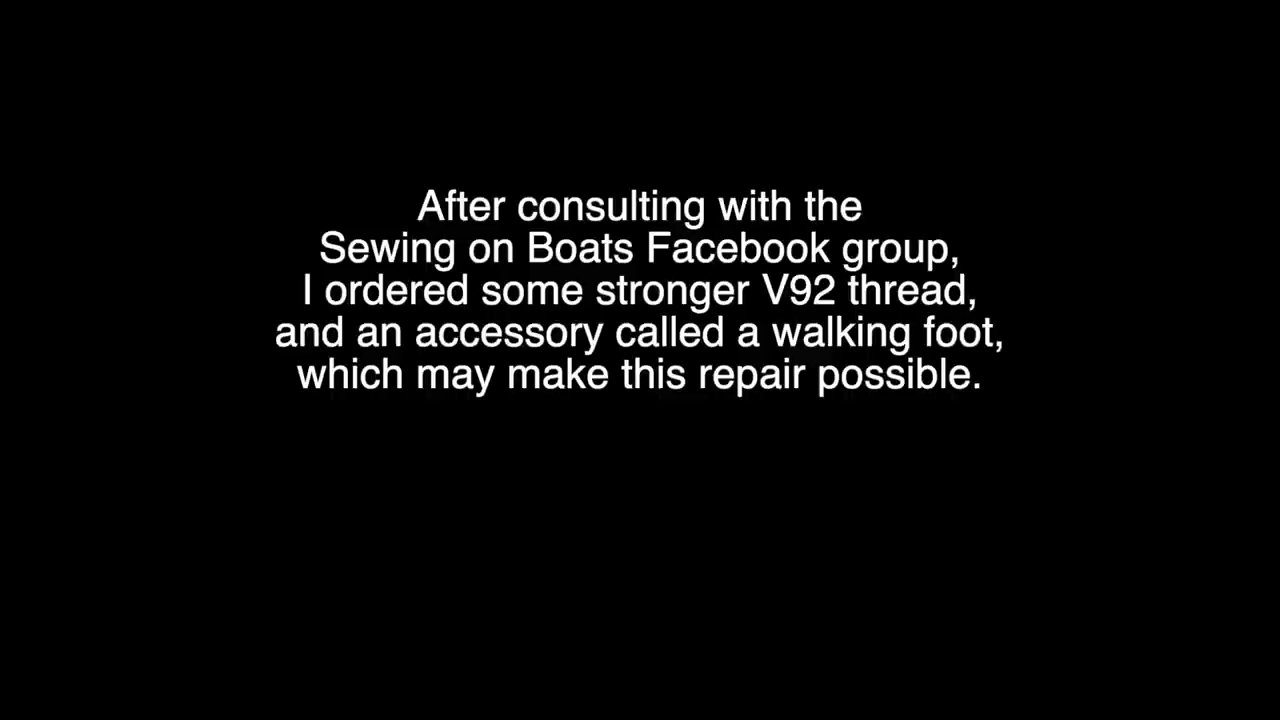 After consulting with the
Sewing on Boats Facebook group,
I ordered some stronger V92 thread,
and an accessory called a walking foot,
which may make this repair possible.